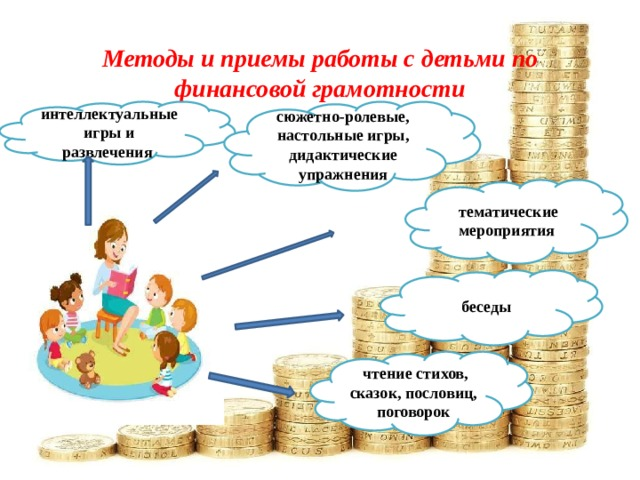 Методы и приемы работы с детьми по
финансовой грамотности
интеллектуальные
игры и
развлечения
сюжетно-ролевые,
настольные игры,
дидактические
упражнения
тематические
мероприятия
беседы
чтение стихов,
сказок, пословиц,
поговорок